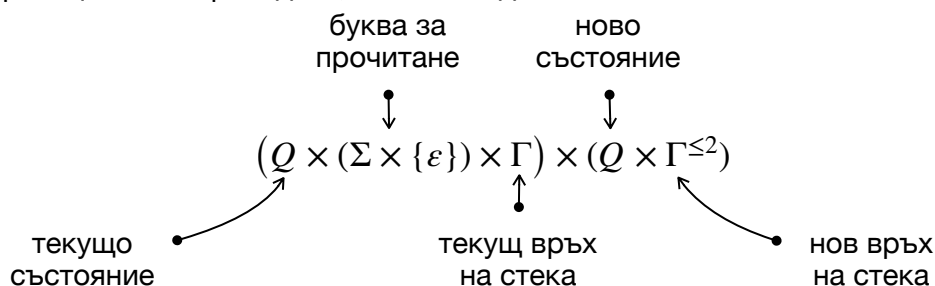 буква за
прочитане
ново
състояние
(Q × (Σ × {ε}) × Γ) × (Q × Γ^≤2)
текущо
състояние
текущ връх
на стека
нов връх
на стека